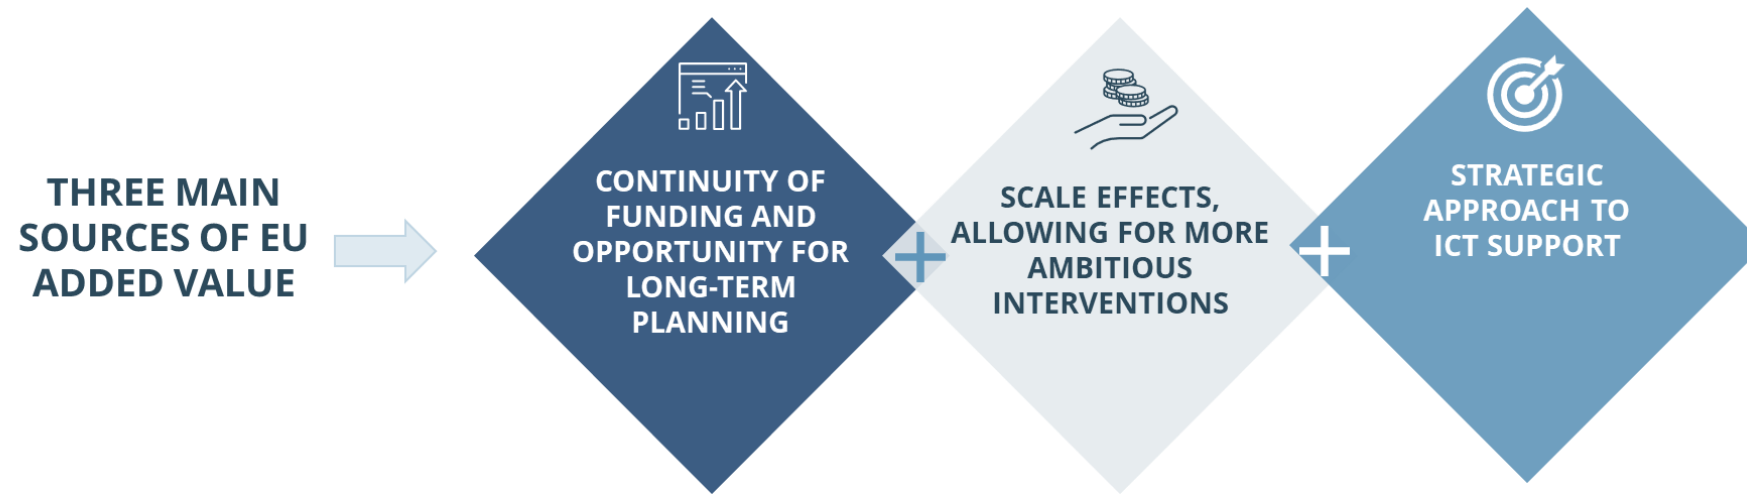 THREE MAIN
SOURCES OF EU
ADDED VALUE
CONTINUITY OF
FUNDING AND
OPPORTUNITY FOR
LONG-TERM
PLANNING
SCALE EFFECTS,
ALLOWING FOR MORE
AMBITIOUS
INTERVENTIONS
STRATEGIC
APPROACH TO
ICT SUPPORT